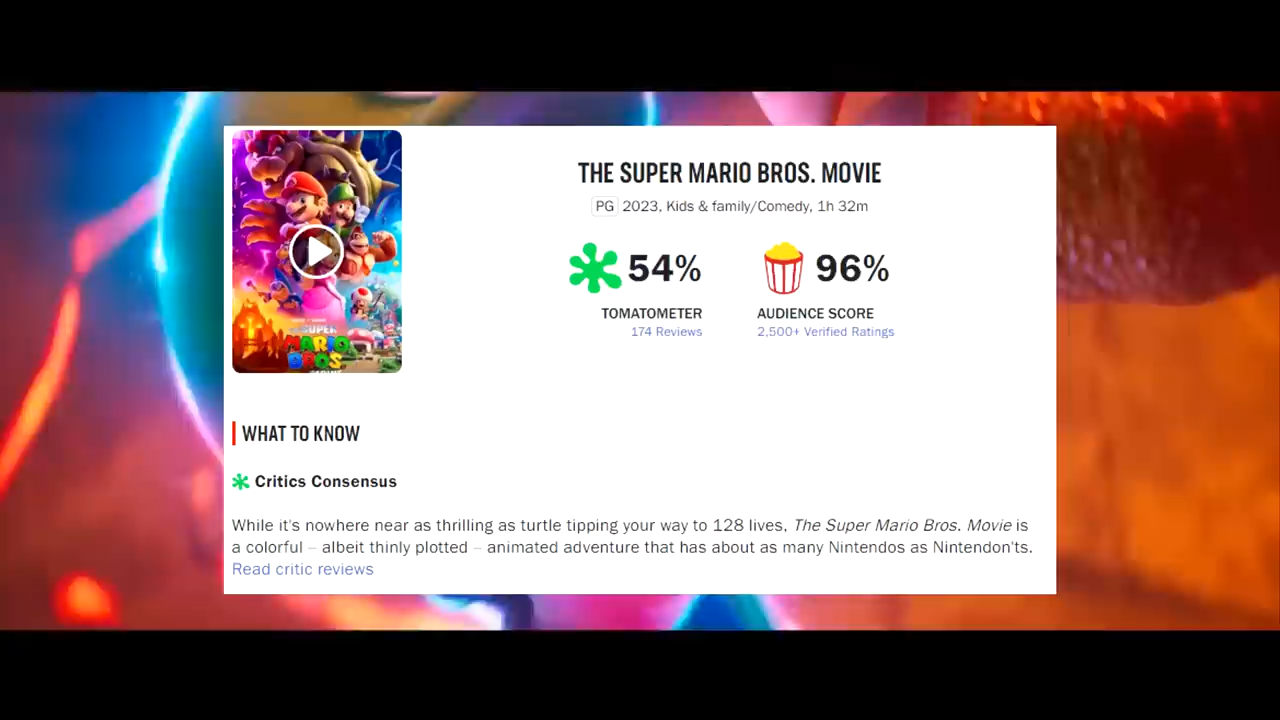 THE SUPER MARIO BROS. MOVIE
PG 2023, Kids & family/Comedy, 1h 32m
54% 96%
TOMATOMETER AUDIENCE SCORE
174 Reviews 2,500+ Verified Ratings
SUPER
MARIO
BROS.
WHAT TO KNOW
Critics Consensus
While it's nowhere near as thrilling as turtle tipping your way to 128 lives, The Super Mario Bros. Movie is
a colorful – albeit thinly plotted – animated adventure that has about as many Nintendos as Nintendon'ts.
Read critic reviews